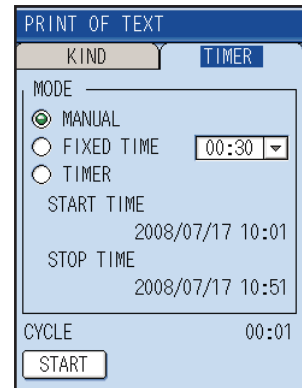 PRINT OF TEXT
KIND TIMER
MODE
MANUAL
FIXED TIME 00:30
TIMER
START TIME
2008/07/17 10:01
STOP TIME
2008/07/17 10:51
CYCLE 00:01
START